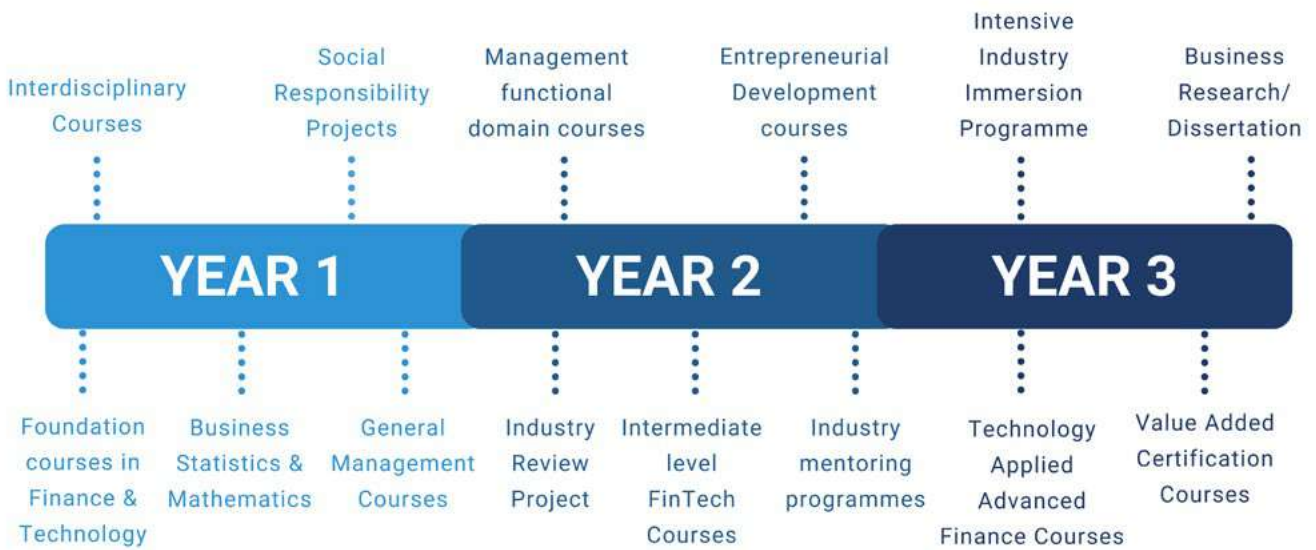 Interdisciplinary
Courses
Social
Responsibility
Projects
Management
functional
domain courses
Entrepreneurial
Development
courses
Intensive
Industry
Immersion
Programme
Business
Research/
Dissertation
YEAR 1
YEAR 2
YEAR 3
Foundation
courses in
Finance &
Technology
Business
Statistics &
Mathematics
General
Management
Courses
Industry
Review
Project
Intermediate
level
FinTech
Courses
Industry
mentoring
programmes
Technology
Applied
Advanced
Finance Courses
Value Added
Certification
Courses